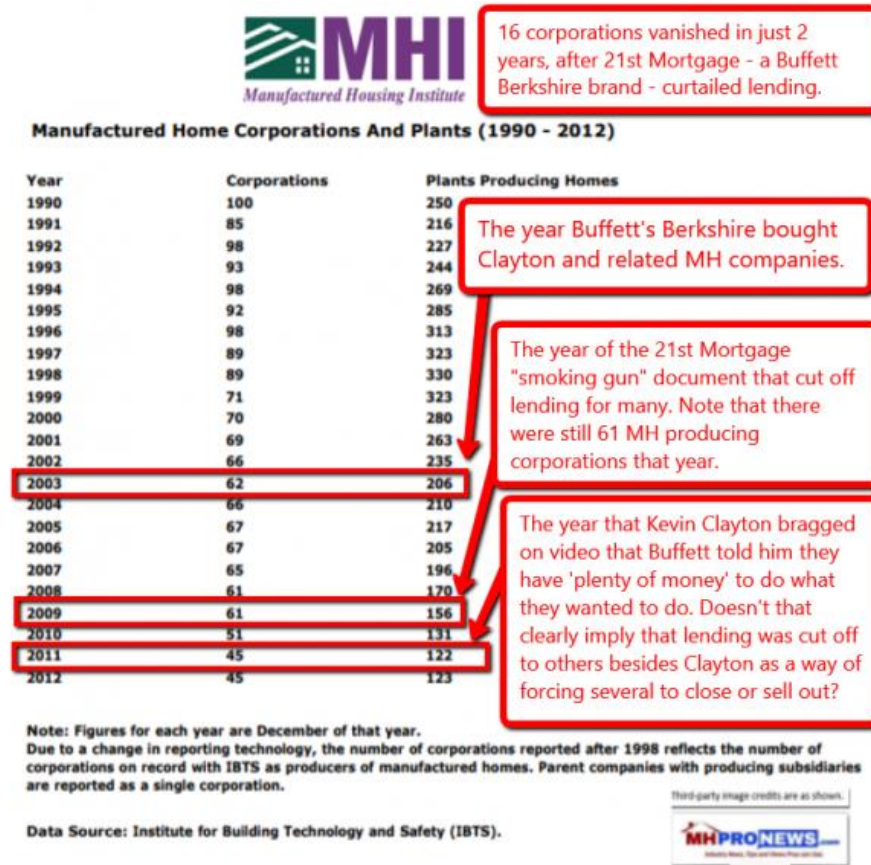 MHI
Manufactured Housing Institute
16 corporations vanished in just 2
years, after 21st Mortgage - a Buffett
Berkshire brand - curtailed lending.
Manufactured Home Corporations And Plants (1990 - 2012)
Year Corporations Plants Producing Homes
1990 100 250
1991 85 216
1992 98 227
1993 93 244
1994 98 269
1995 92 285
1996 98 313
1997 89 323
1998 89 330
1999 71 323
2000 70 280
2001 69 263
2002 66 235
2003 62 206
2004 66 210
2005 67 217
2006 67 205
2007 65 196
2008 61 170
2009 61 156
2010 51 131
2011 45 122
2012 45 123
The year Buffett's Berkshire bought
Clayton and related MH companies.
The year of the 21st Mortgage
"smoking gun" document that cut off
lending for many. Note that there
were still 61 MH producing
corporations that year.
The year that Kevin Clayton bragged
on video that Buffett told him they
have 'plenty of money' to do what
they wanted to do. Doesn't that
clearly imply that lending was cut off
to others besides Clayton as a way of
forcing several to close or sell out?
Note: Figures for each year are December of that year.
Due to a change in reporting technology, the number of corporations reported after 1998 reflects the number of
corporations on record with IBTS as producers of manufactured homes. Parent companies with producing subsidiaries
are reported as a single corporation.
Data Source: Institute for Building Technology and Safety (IBTS).
Third-party image credits are as shown.
MHPRONEWS.com